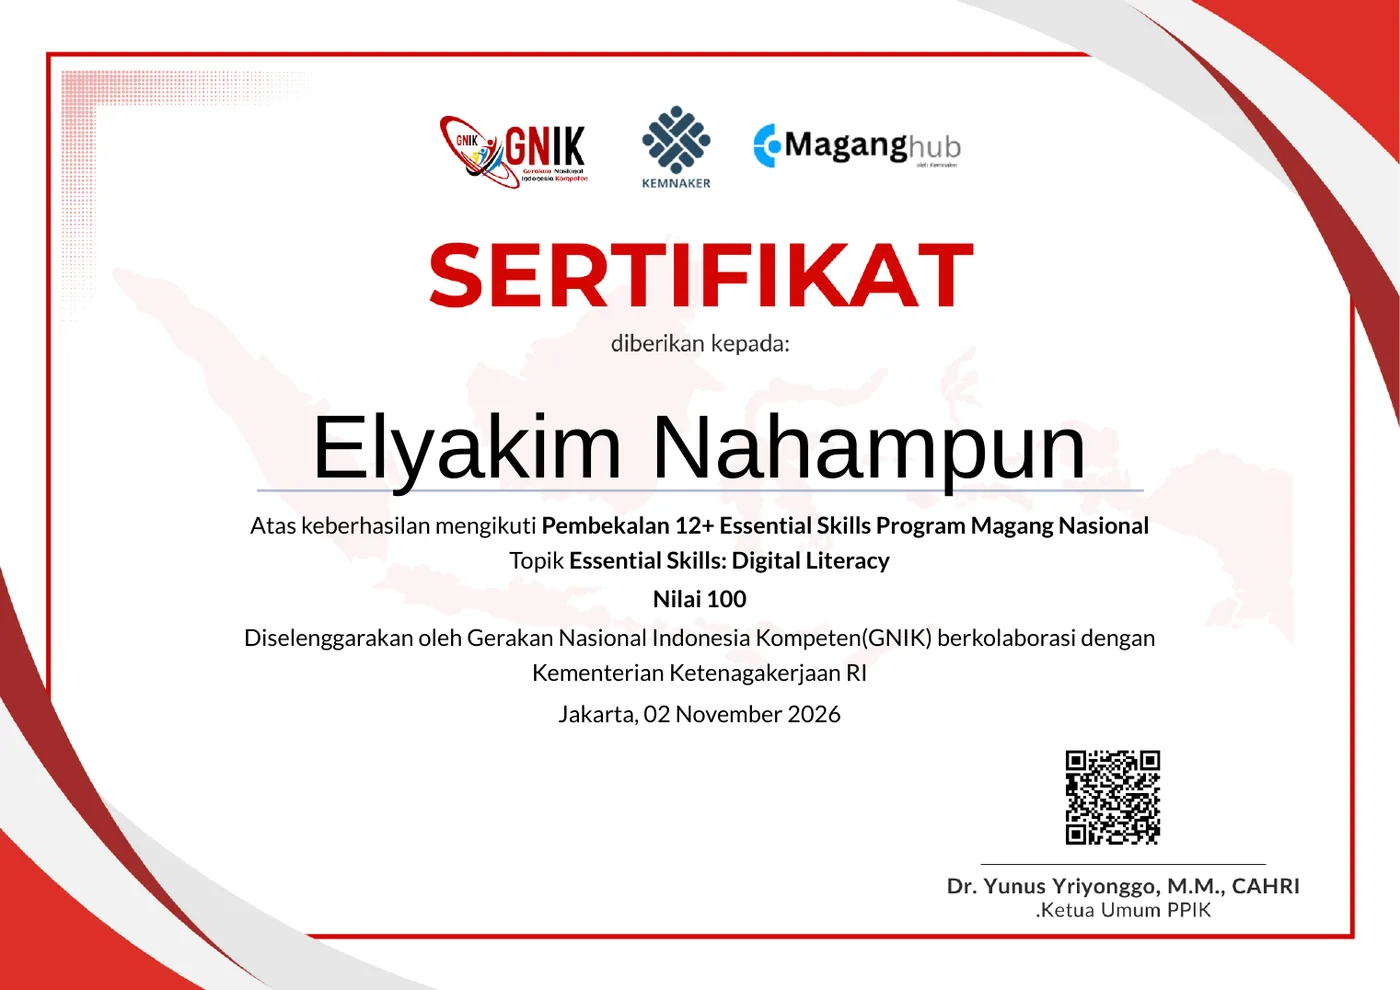 GNIK
GNIK
Gerakan Nasional
Indonesia Kompeten
KEMNAKER
Maganghub
oleh Kemnaker
SERTIFIKAT
diberikan kepada:
Elyakim Nahampun
Atas keberhasilan mengikuti Pembekalan 12+ Essential Skills Program Magang Nasional
Topik Essential Skills: Digital Literacy
Nilai 100
Diselenggarakan oleh Gerakan Nasional Indonesia Kompeten(GNIK) berkolaborasi dengan
Kementerian Ketenagakerjaan RI
Jakarta, 02 November 2026
Dr. Yunus Yriyonggo, M.M., CAHRI
.Ketua Umum PPIK